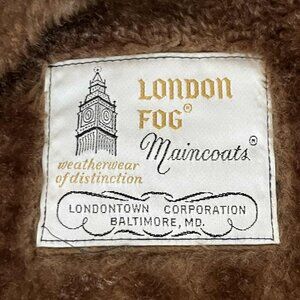 LONDON
FOG®
Maincoats®
weatherwear
of distinction
LONDONTOWN CORPORATION
BALTIMORE, MD.